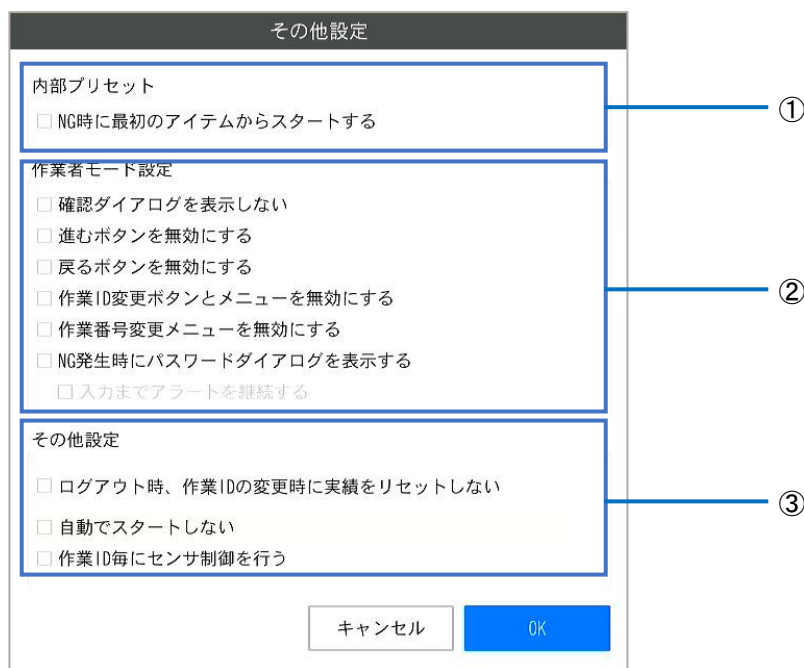 その他設定
内部プリセット
NG時に最初のアイテムからスタートする
①
作業者モード設定
確認ダイアログを表示しない
進むボタンを無効にする
戻るボタンを無効にする
作業ID変更ボタンとメニューを無効にする
②
作業番号変更メニューを無効にする
NG発生時にパスワードダイアログを表示する
入力までアラートを継続する
その他設定
ログアウト時、作業IDの変更時に実績をリセットしない
③
自動でスタートしない
作業ID毎にセンサ制御を行う
キャンセル
OK